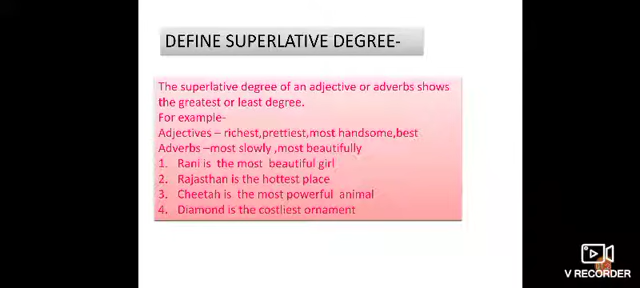 DEFINE SUPERLATIVE DEGREE-
The superlative degree of an adjective or adverbs shows
the greatest or least degree.
For example-
Adjectives – richest,prettiest,most handsome,best
Adverbs –most slowly ,most beautifully
1. Rani is the most beautiful girl
2. Rajasthan is the hottest place
3. Cheetah is the most powerful animal
4. Diamond is the costliest ornament
V RECORDER